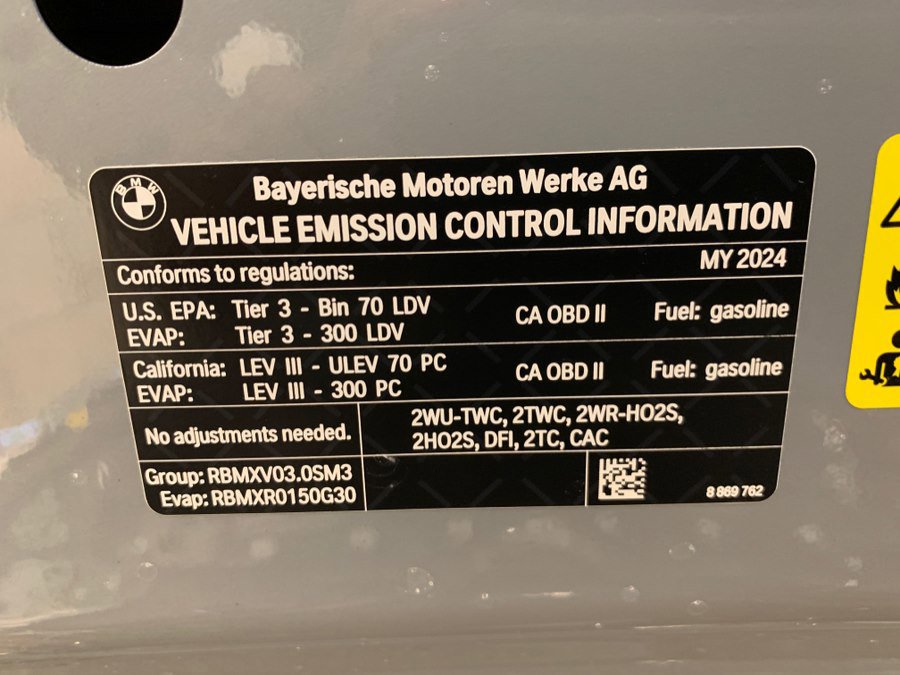 BMW
Bayerische Motoren Werke AG
VEHICLE EMISSION CONTROL INFORMATION
Conforms to regulations: MY 2024
U.S. EPA: Tier 3 - Bin 70 LDV CA OBD II Fuel: gasoline
EVAP: Tier 3 - 300 LDV
California: LEV III - ULEV 70 PC CA OBD II Fuel: gasoline
EVAP: LEV III - 300 PC
No adjustments needed. 2WU-TWC, 2TWC, 2WR-HO2S,
2HO2S, DFI, 2TC, CAC
Group: RBMXV03.0SM3
Evap: RBMXR0150G30 8 869 762